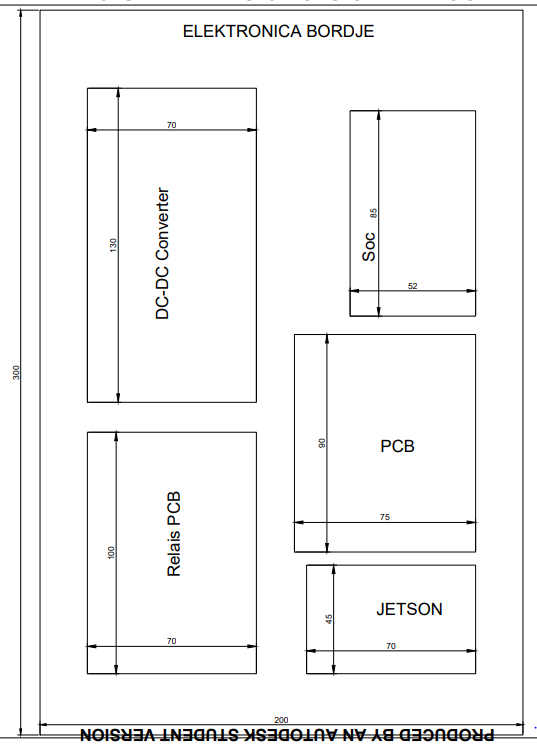 ELEKTRONICA BORDJE
70
130
DC-DC Converter
85
Soc
52
300
90
PCB
75
100
Relais PCB
70
45
JETSON
70
200
PRODUCED BY AN AUTODESK STUDENT VERSION